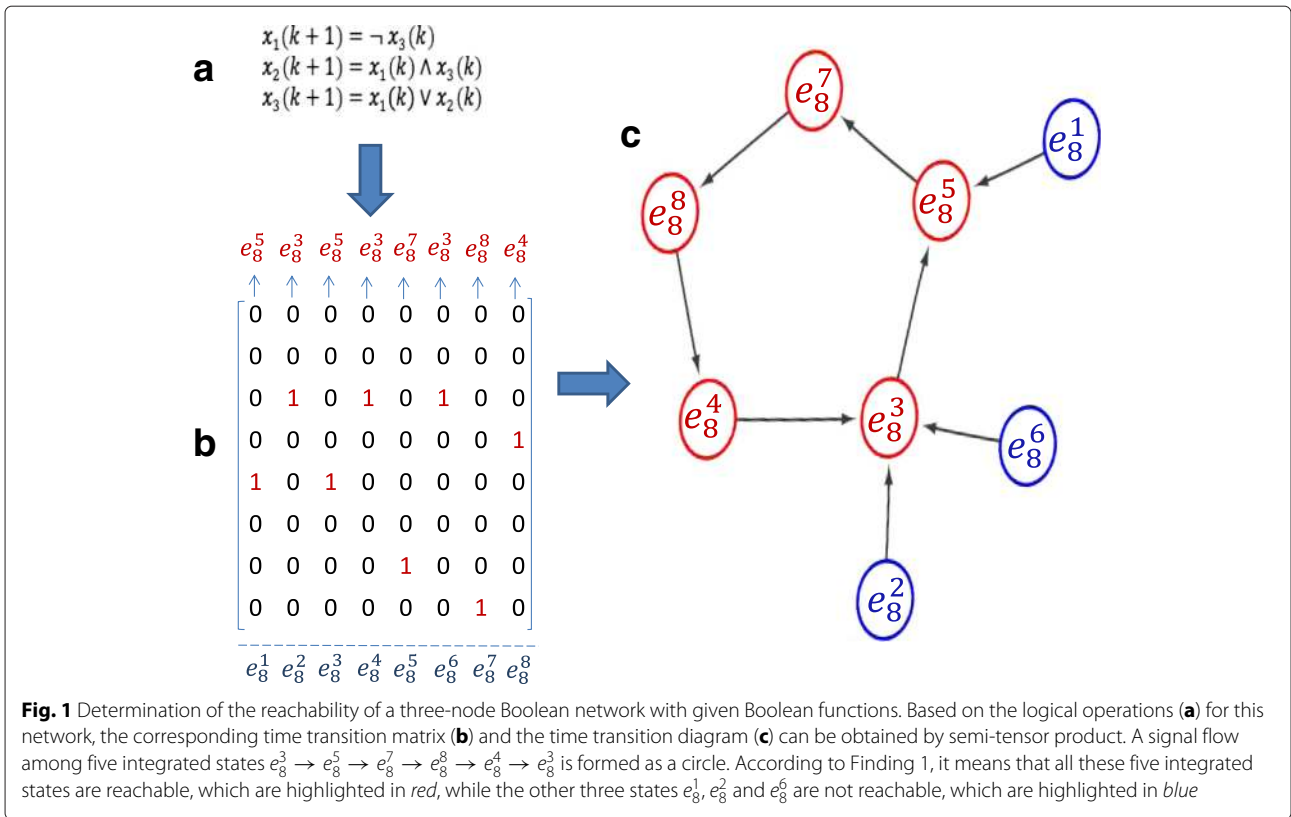 x₁(k + 1) = ¬ x₃(k)
a
x₂(k + 1) = x₁(k) ∧ x₃(k)
x₃(k + 1) = x₁(k) ∨ x₂(k)
e₈⁵ e₈³ e₈⁵ e₈³ e₈⁷ e₈³ e₈⁸ e₈⁴
0 0 0 0 0 0 0 0
0 0 0 0 0 0 0 0
0 1 0 1 0 1 0 0
b
0 0 0 0 0 0 0 1
1 0 1 0 0 0 0 0
0 0 0 0 0 0 0 0
0 0 0 0 1 0 0 0
0 0 0 0 0 0 1 0
e₈¹ e₈² e₈³ e₈⁴ e₈⁵ e₈⁶ e₈⁷ e₈⁸
c
e₈⁷
e₈¹
e₈⁵
e₈⁸
e₈⁴
e₈³
e₈⁶
e₈²
Fig. 1 Determination of the reachability of a three-node Boolean network with given Boolean functions. Based on the logical operations (a) for this
network, the corresponding time transition matrix (b) and the time transition diagram (c) can be obtained by semi-tensor product. A signal flow
among five integrated states e₈³ → e₈⁵ → e₈⁷ → e₈⁸ → e₈⁴ → e₈³ is formed as a circle. According to Finding 1, it means that all these five integrated
states are reachable, which are highlighted in red, while the other three states e₈¹, e₈² and e₈⁶ are not reachable, which are highlighted in blue